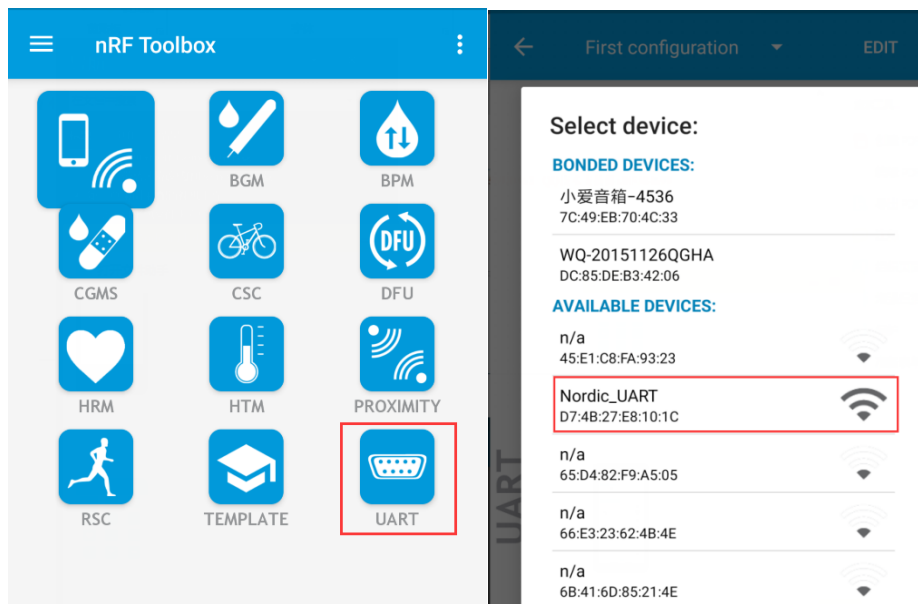 nRF Toolbox
BGM
BPM
CGMS
CSC
DFU
DFU
HRM
HTM
PROXIMITY
RSC
TEMPLATE
UART
First configuration
EDIT
Select device:
BONDED DEVICES:
小爱音箱-4536
7C:49:EB:70:4C:33
WQ-20151126QGHA
DC:85:DE:B3:42:06
AVAILABLE DEVICES:
n/a
45:E1:C8:FA:93:23
Nordic_UART
D7:4B:27:E8:10:1C
n/a
65:D4:82:F9:A5:05
n/a
66:E3:23:62:4B:4E
n/a
6B:41:6D:85:21:4E
UART